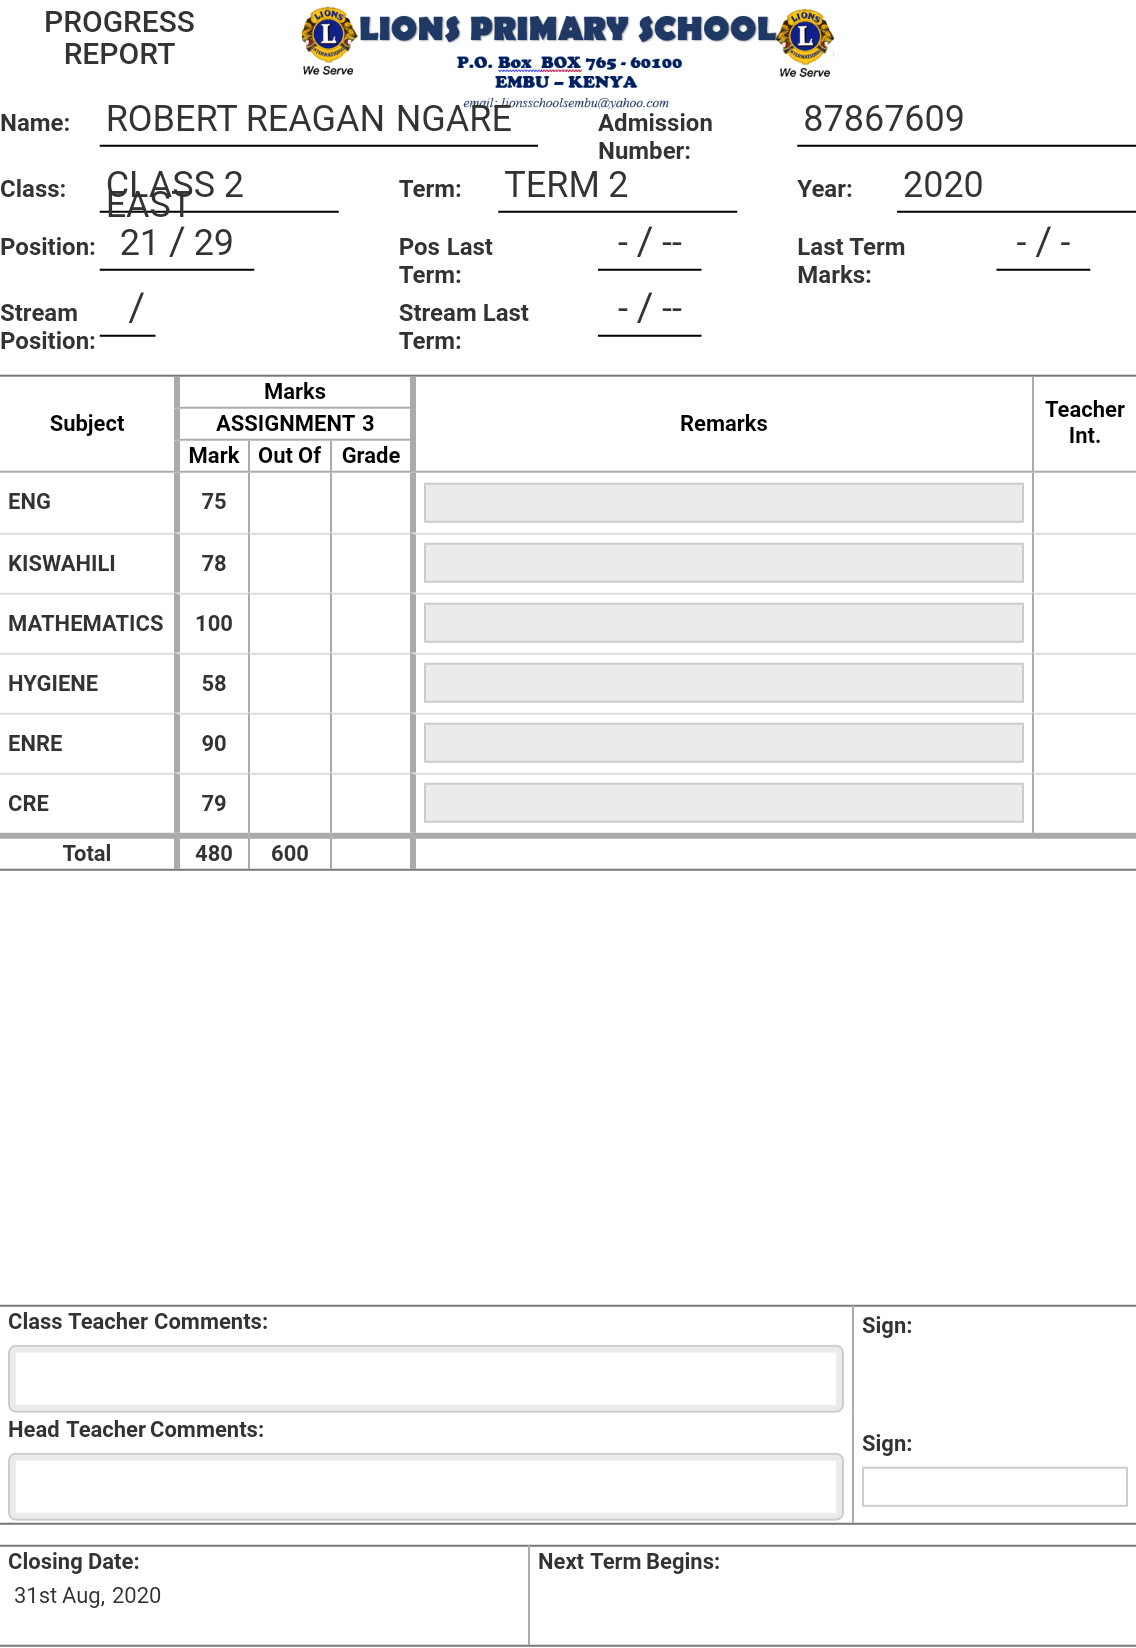 PROGRESS
REPORT
LIONS PRIMARY SCHOOL
We Serve
P.O. Box BOX 765 - 60100
EMBU – KENYA
We Serve
email: lionsschoolsembu@yahoo.com
Name: ROBERT REAGAN NGARE Admission Number: 87867609
Class: CLASS 2 EAST Term: TERM 2 Year: 2020
Position: 21 / 29 Pos Last Term: - / -- Last Term Marks: - / -
Stream Position: / Stream Last Term: - / --
Subject Marks Remarks Teacher Int.
ASSIGNMENT 3
Mark Out Of Grade
ENG 75
KISWAHILI 78
MATHEMATICS 100
HYGIENE 58
ENRE 90
CRE 79
Total 480 600
Class Teacher Comments: Sign:
Head Teacher Comments: Sign:
Closing Date: Next Term Begins:
31st Aug, 2020